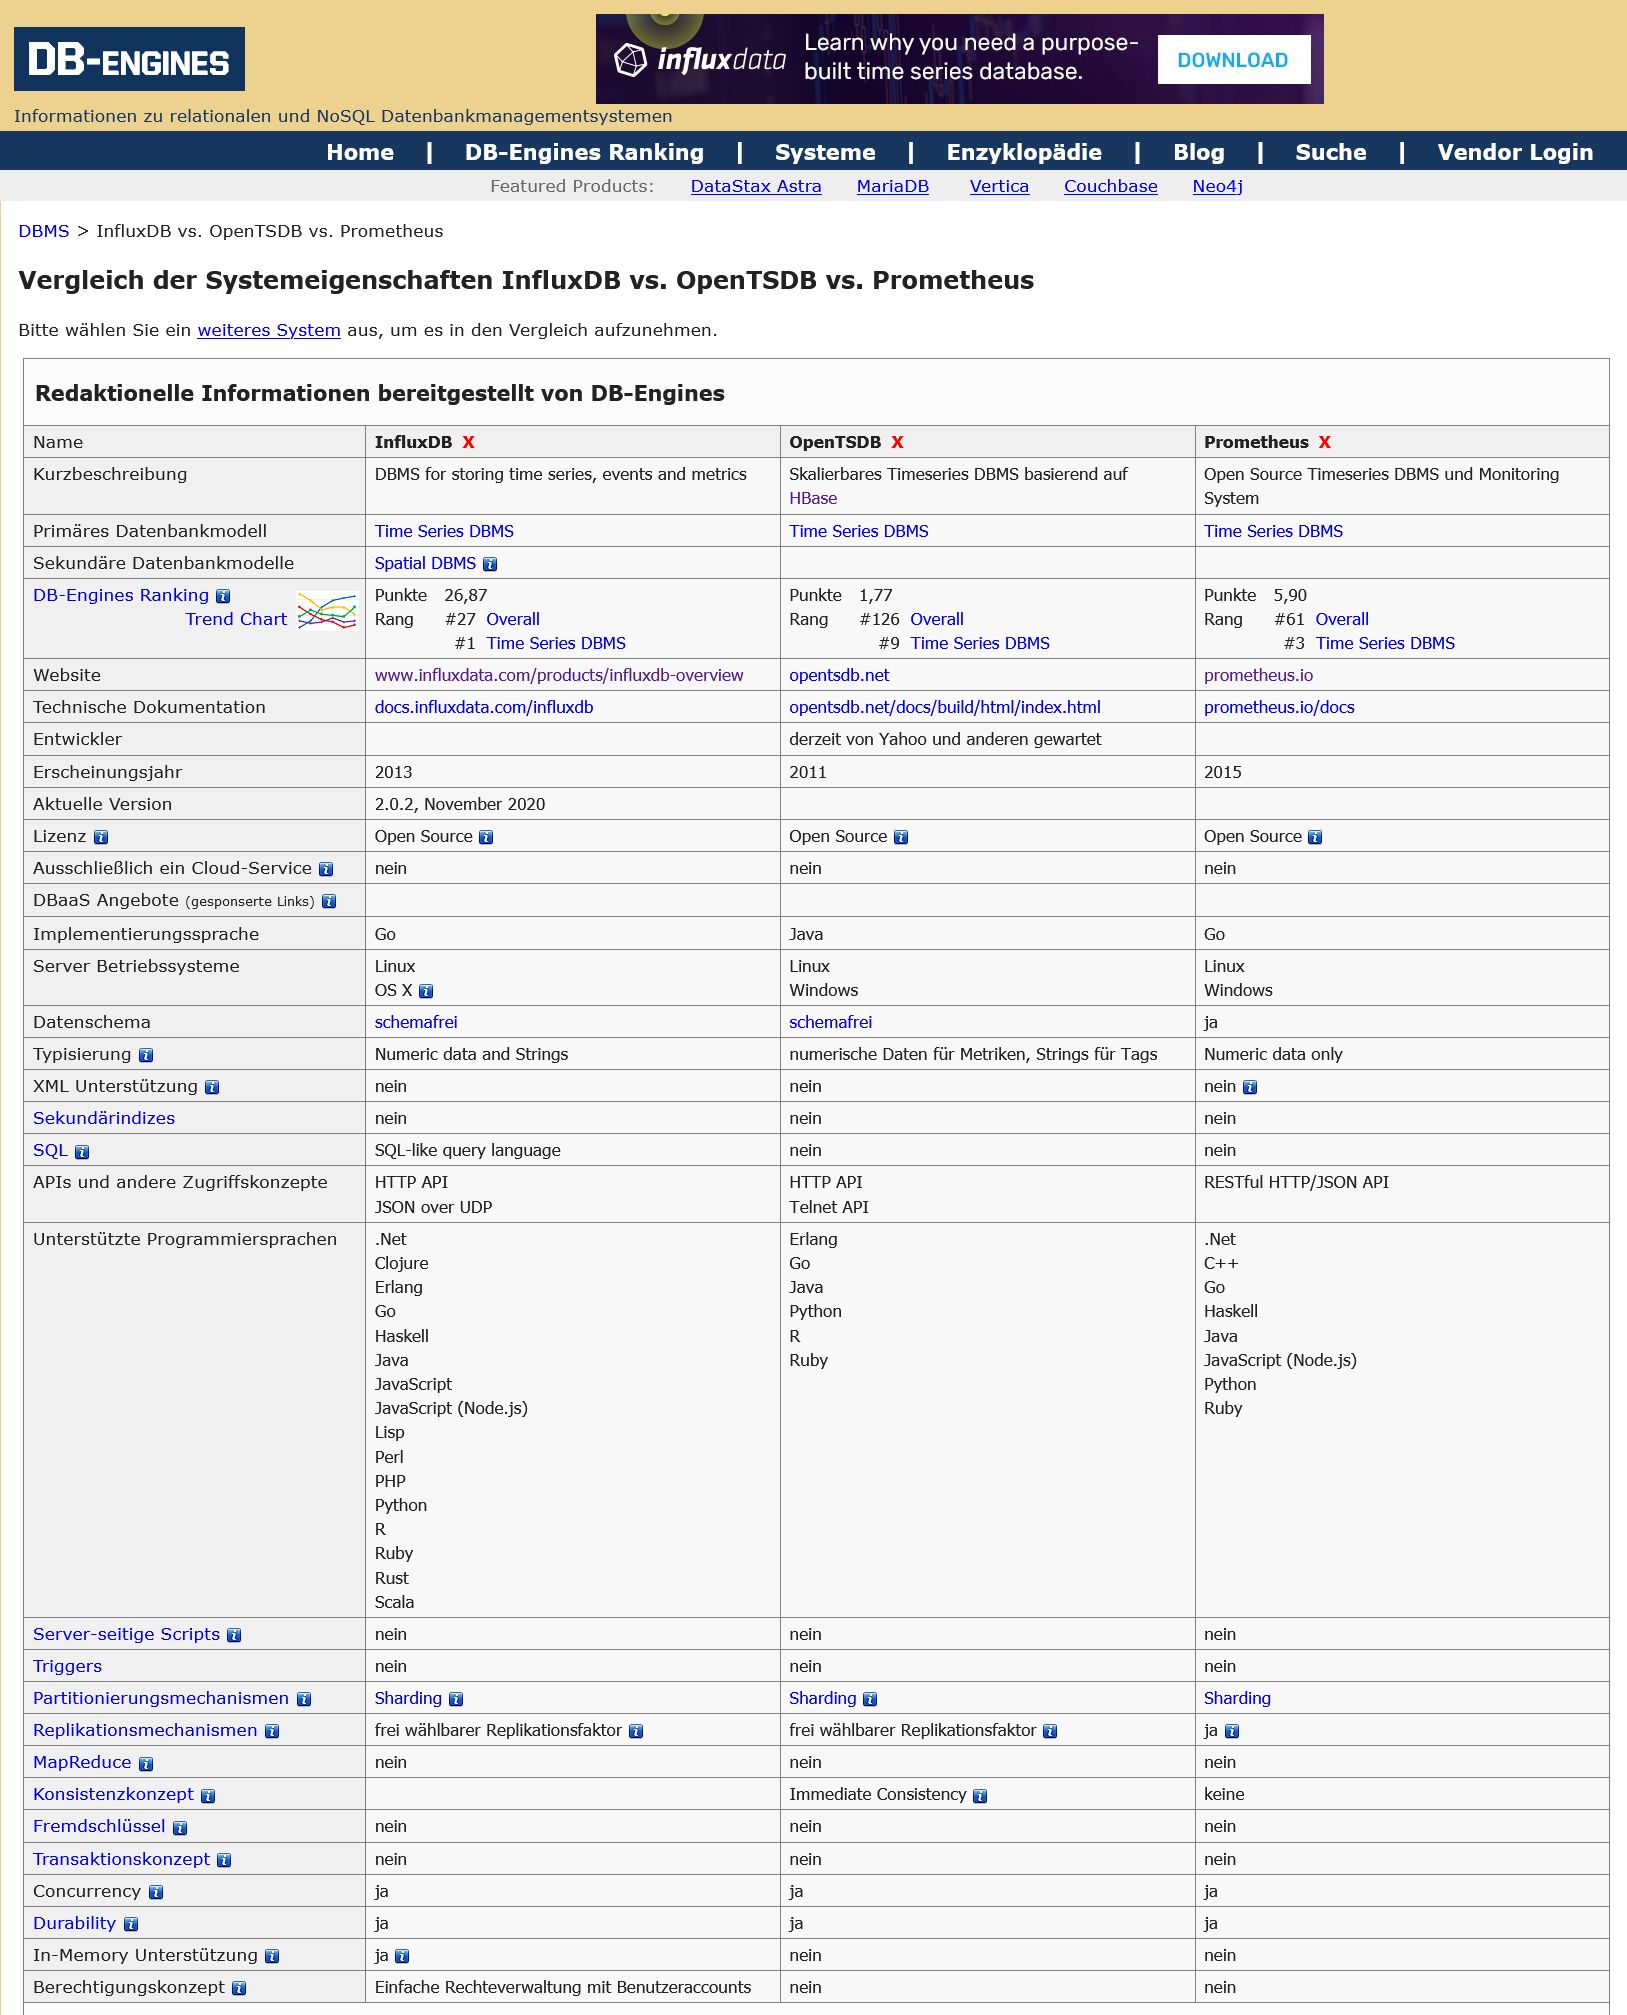 DB-ENGINES
influxdata
Learn why you need a purpose-
built time series database.
DOWNLOAD
Informationen zu relationalen und NoSQL Datenbankmanagementsystemen
Home | DB-Engines Ranking | Systeme | Enzyklopädie | Blog | Suche | Vendor Login
Featured Products: DataStax Astra MariaDB Vertica Couchbase Neo4j
DBMS > InfluxDB vs. OpenTSDB vs. Prometheus
Vergleich der Systemeigenschaften InfluxDB vs. OpenTSDB vs. Prometheus
Bitte wählen Sie ein weiteres System aus, um es in den Vergleich aufzunehmen.
Redaktionelle Informationen bereitgestellt von DB-Engines
Name InfluxDB X OpenTSDB X Prometheus X
Kurzbeschreibung DBMS for storing time series, events and metrics Skalierbares Timeseries DBMS basierend auf Open Source Timeseries DBMS und Monitoring
HBase System
Primäres Datenbankmodell Time Series DBMS Time Series DBMS Time Series DBMS
Sekundäre Datenbankmodelle Spatial DBMS
DB-Engines Ranking Punkte 26,87 Punkte 1,77 Punkte 5,90
Trend Chart Rang #27 Overall Rang #126 Overall Rang #61 Overall
#1 Time Series DBMS #9 Time Series DBMS #3 Time Series DBMS
Website www.influxdata.com/products/influxdb-overview opentsdb.net prometheus.io
Technische Dokumentation docs.influxdata.com/influxdb opentsdb.net/docs/build/html/index.html prometheus.io/docs
Entwickler derzeit von Yahoo und anderen gewartet
Erscheinungsjahr 2013 2011 2015
Aktuelle Version 2.0.2, November 2020
Lizenz Open Source Open Source Open Source
Ausschließlich ein Cloud-Service nein nein nein
DBaaS Angebote (gesponserte Links)
Implementierungssprache Go Java Go
Server Betriebssysteme Linux Linux Linux
OS X Windows Windows
Datenschema schemafrei schemafrei ja
Typisierung Numeric data and Strings numerische Daten für Metriken, Strings für Tags Numeric data only
XML Unterstützung nein nein nein
Sekundärindizes nein nein nein
SQL SQL-like query language nein nein
APIs und andere Zugriffskonzepte HTTP API HTTP API RESTful HTTP/JSON API
JSON over UDP Telnet API
Unterstützte Programmiersprachen .Net Erlang .Net
Clojure Go C++
Erlang Java Go
Go Python Haskell
Haskell R Java
Java Ruby JavaScript (Node.js)
JavaScript Python
JavaScript (Node.js) Ruby
Lisp
Perl
PHP
Python
R
Ruby
Rust
Scala
Server-seitige Scripts nein nein nein
Triggers nein nein nein
Partitionierungsmechanismen Sharding Sharding Sharding
Replikationsmechanismen frei wählbarer Replikationsfaktor frei wählbarer Replikationsfaktor ja
MapReduce nein nein nein
Konsistenzkonzept Immediate Consistency keine
Fremdschlüssel nein nein nein
Transaktionskonzept nein nein nein
Concurrency ja ja ja
Durability ja ja ja
In-Memory Unterstützung ja nein nein
Berechtigungskonzept Einfache Rechteverwaltung mit Benutzeraccounts nein nein